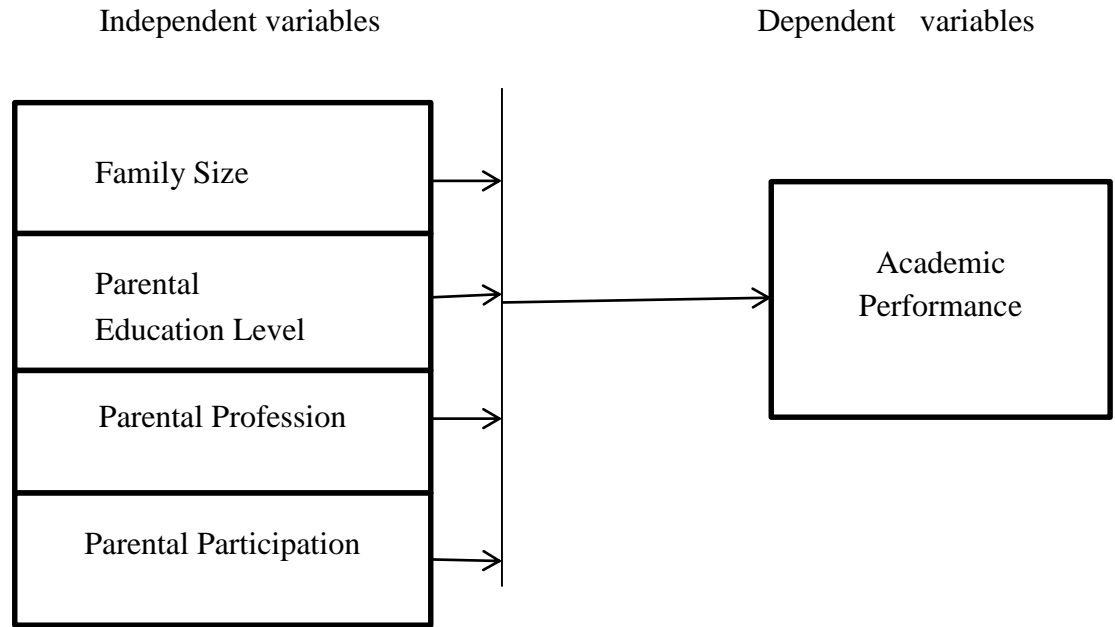 Independent variables
Dependent variables
Family Size
Parental
Education Level
Parental Profession
Parental Participation
Academic
Performance